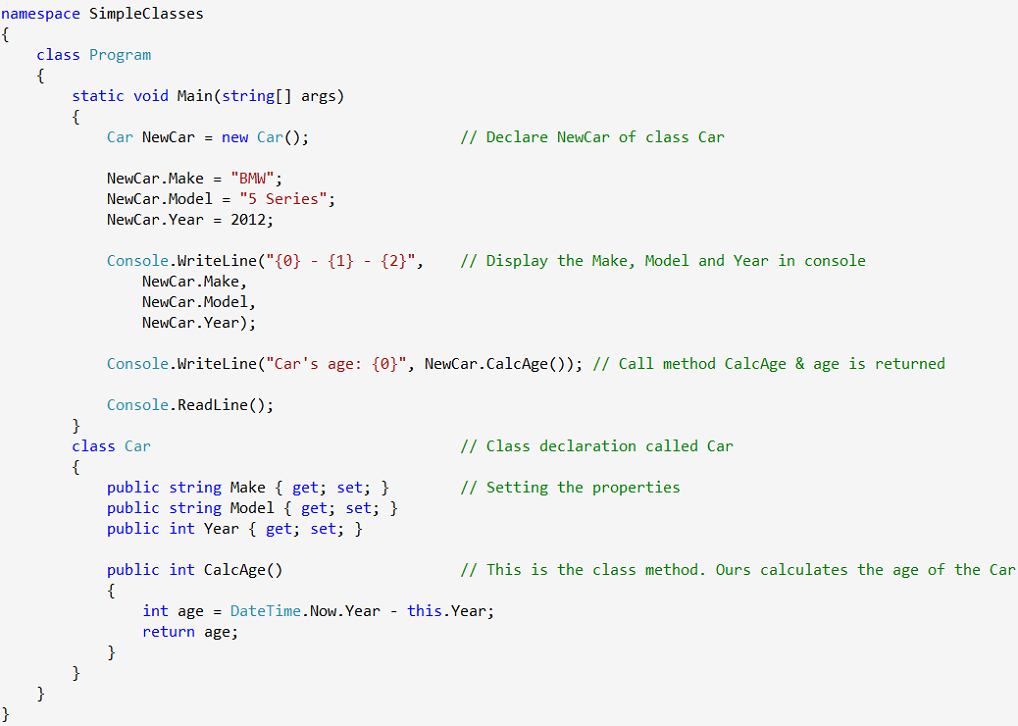 namespace SimpleClasses
{
    class Program
    {
        static void Main(string[] args)
        {
            Car NewCar = new Car();                 // Declare NewCar of class Car

            NewCar.Make = "BMW";
            NewCar.Model = "5 Series";
            NewCar.Year = 2012;

            Console.WriteLine("{0} - {1} - {2}",    // Display the Make, Model and Year in console
                NewCar.Make,
                NewCar.Model,
                NewCar.Year);

            Console.WriteLine("Car's age: {0}", NewCar.CalcAge()); // Call method CalcAge & age is returned

            Console.ReadLine();
        }
        class Car                                   // Class declaration called Car
        {
            public string Make { get; set; }        // Setting the properties
            public string Model { get; set; }
            public int Year { get; set; }

            public int CalcAge()                    // This is the class method. Ours calculates the age of the Car
            {
                int age = DateTime.Now.Year - this.Year;
                return age;
            }
        }
    }
}